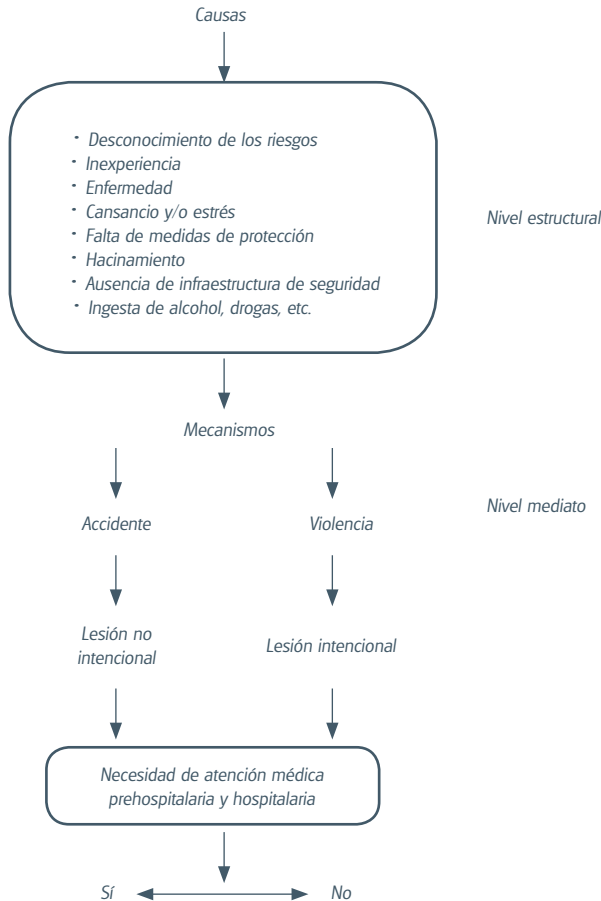 Causas
· Desconocimiento de los riesgos
· Inexperiencia
· Enfermedad
· Cansancio y/o estrés
· Falta de medidas de protección
· Hacinamiento
· Ausencia de infraestructura de seguridad
· Ingesta de alcohol, drogas, etc.
Nivel estructural
Mecanismos
Nivel mediato
Accidente
Violencia
Lesión no
intencional
Lesión intencional
Necesidad de atención médica
prehospitalaria y hospitalaria
Sí
No